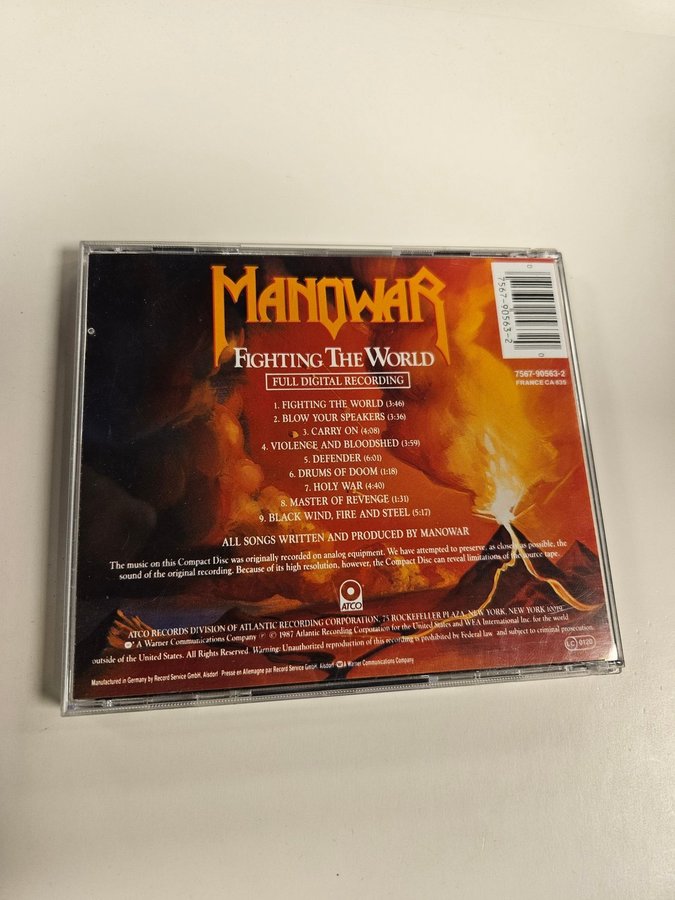 MANOWAR
FIGHTING THE WORLD
FULL DIGITAL RECORDING
7567-90563-2
7567-90563-2
FRANCE CA 835
1. FIGHTING THE WORLD (3:46)
2. BLOW YOUR SPEAKERS (3:36)
3. CARRY ON (4:08)
4. VIOLENCE AND BLOODSHED (3:59)
5. DEFENDER (6:01)
6. DRUMS OF DOOM (1:18)
7. HOLY WAR (4:40)
8. MASTER OF REVENGE (1:31)
9. BLACK WIND, FIRE AND STEEL (5:17)
ALL SONGS WRITTEN AND PRODUCED BY MANOWAR
The music on this Compact Disc was originally recorded on analog equipment. We have attempted to preserve, as closely as possible, the
sound of the original recording. Because of its high resolution, however, the Compact Disc can reveal limitations of the source tape.
ATCO
ATCO RECORDS DIVISION OF ATLANTIC RECORDING CORPORATION, 75 ROCKEFELLER PLAZA, NEW YORK, NEW YORK 10019.
A Warner Communications Company ℗ © 1987 Atlantic Recording Corporation for the United States and WEA International Inc. for the world
outside of the United States. All Rights Reserved. Warning: Unauthorized reproduction of this recording is prohibited by Federal law and subject to criminal prosecution.
LC 0120
Manufactured in Germany by Record Service GmbH, Alsdorf Presse en Allemagne par Record Service GmbH, Alsdorf A Warner Communications Company